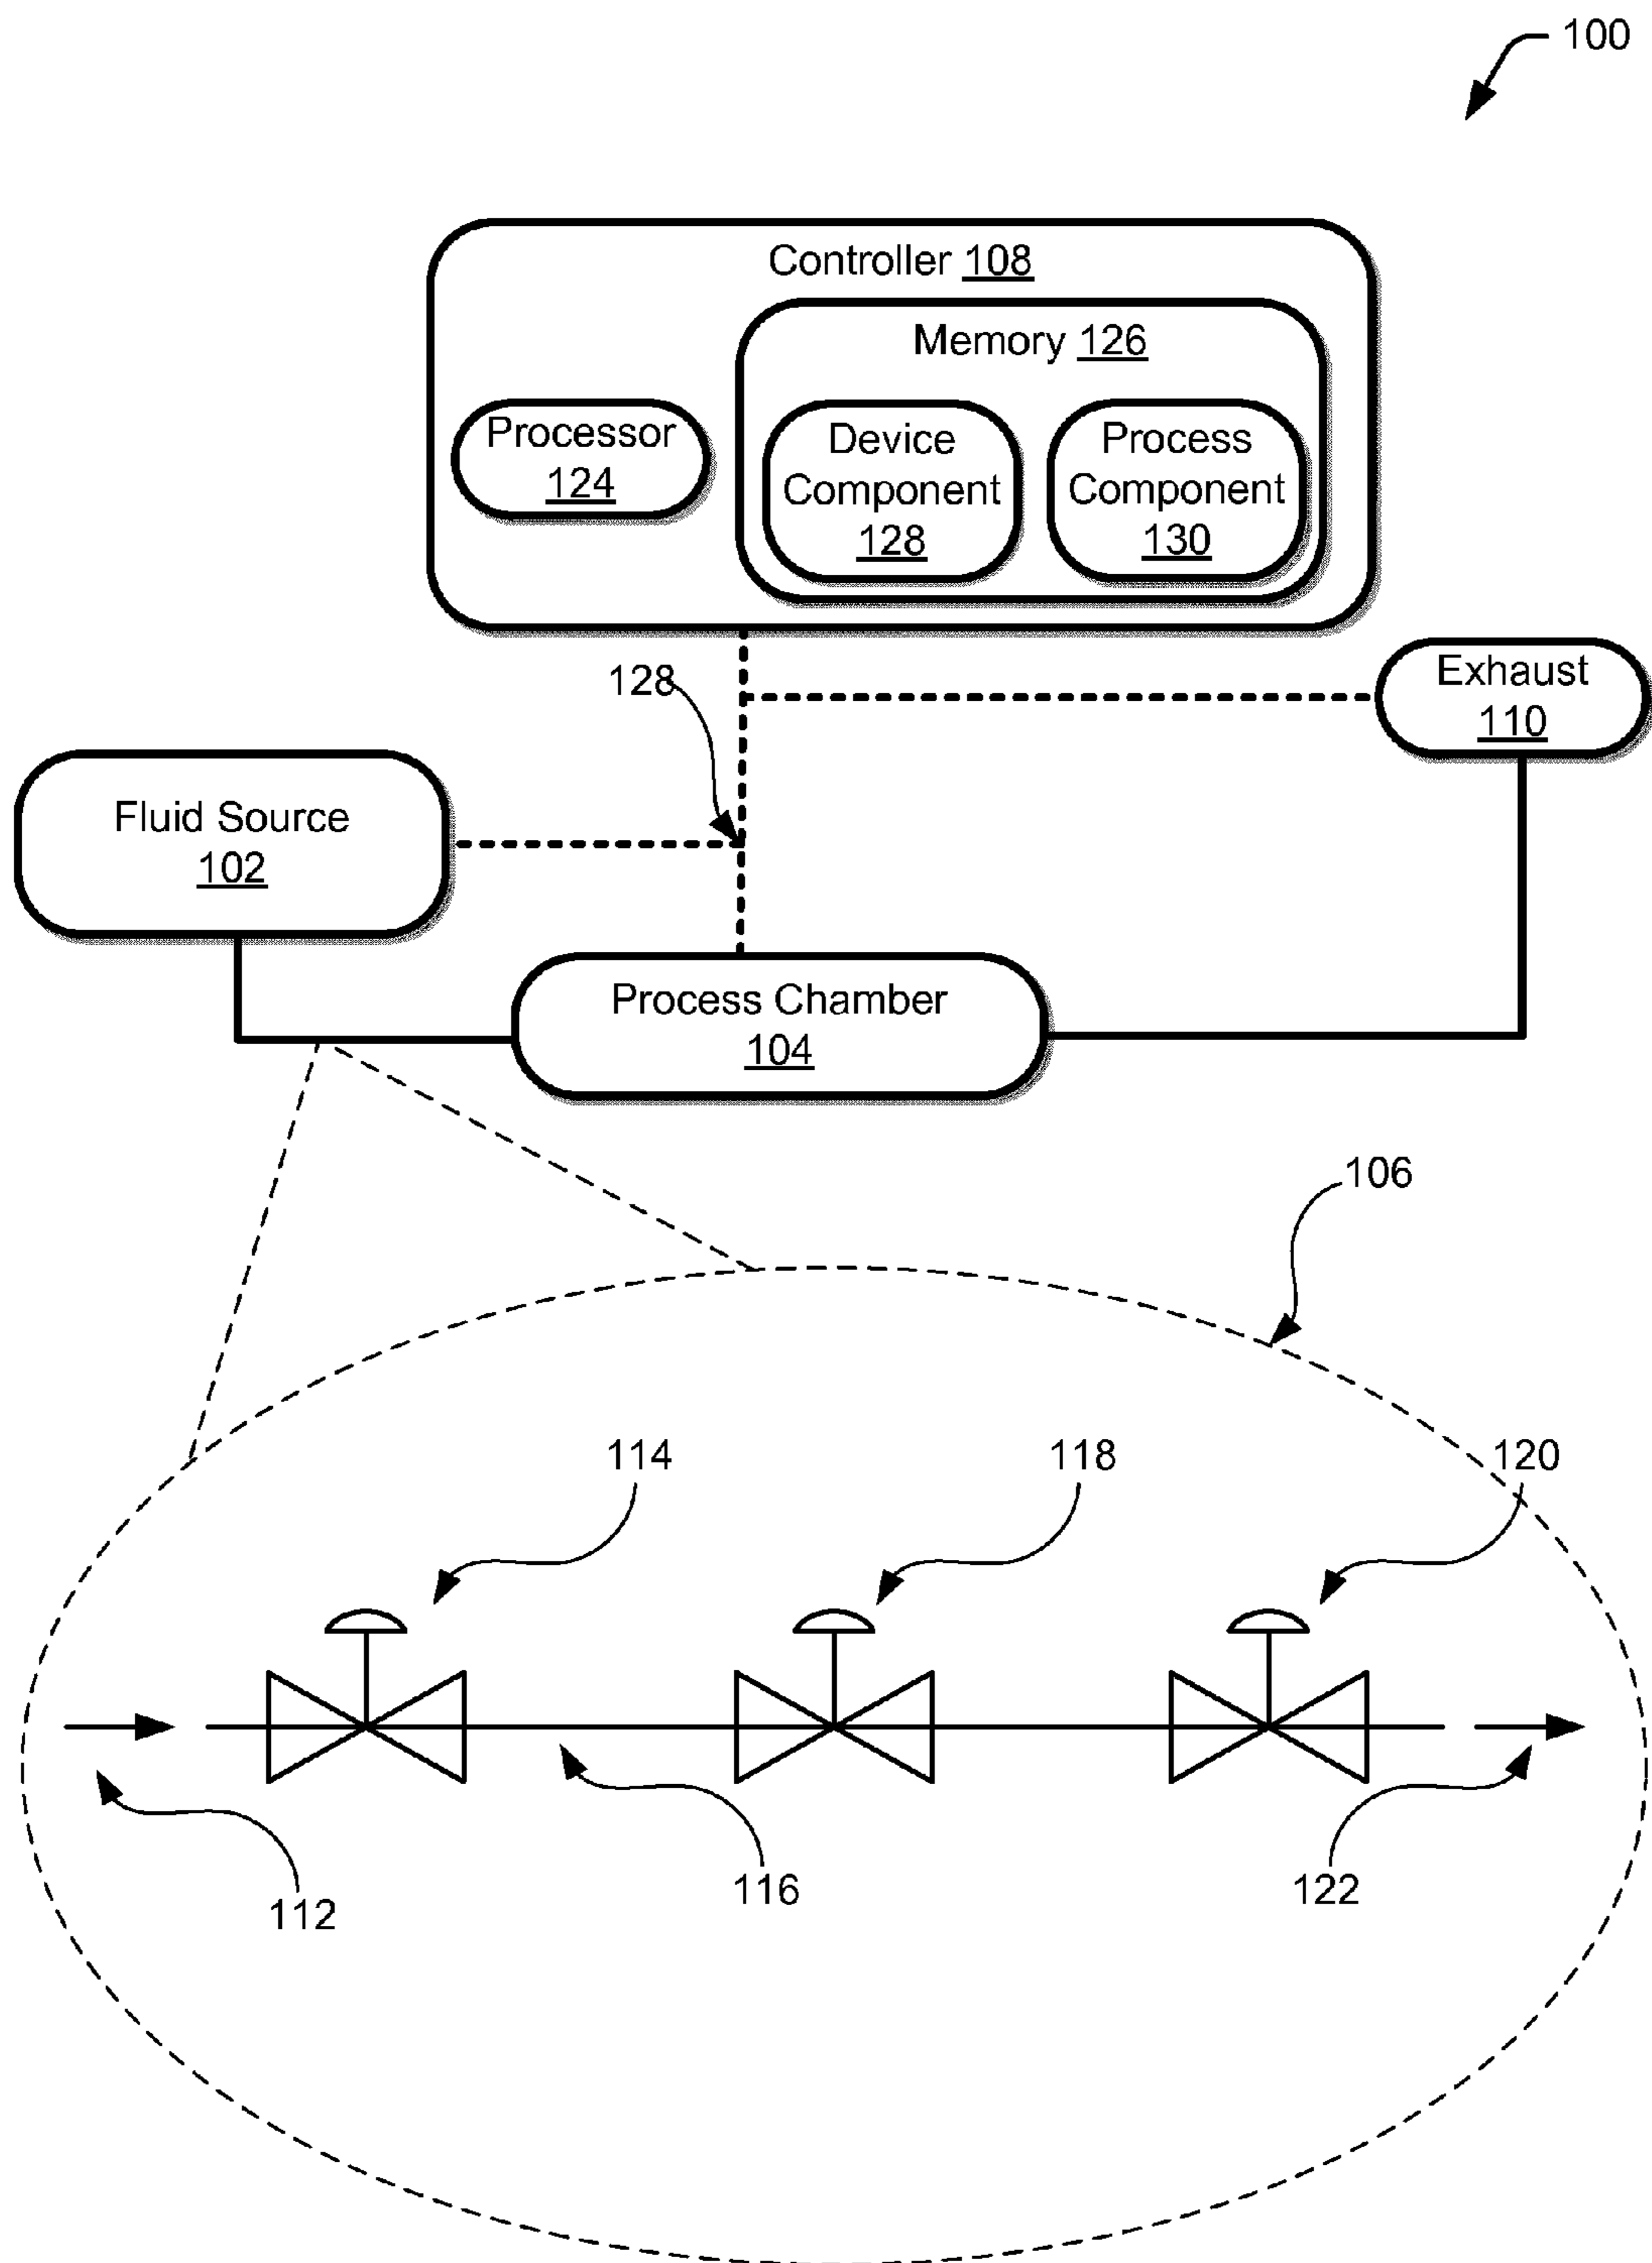 100
Controller 108
Memory 126
Processor
124
Device
Component
128
Process
Component
130
128
Exhaust
110
Fluid Source
102
Process Chamber
104
106
114
118
120
112
116
122